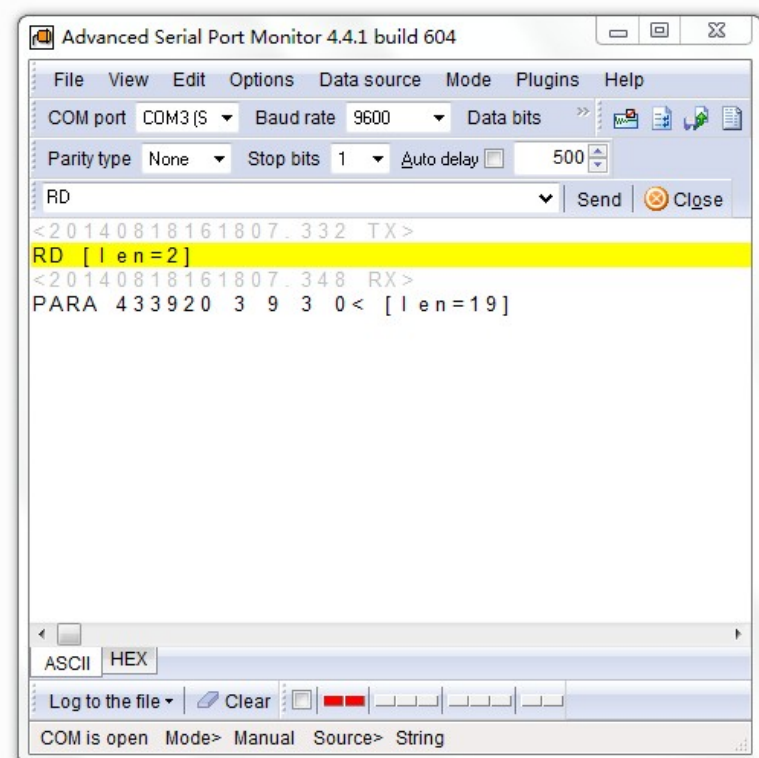 Advanced Serial Port Monitor 4.4.1 build 604
File View Edit Options Data source Mode Plugins Help
COM port COM3 (S Baud rate 9600 Data bits »
Parity type None Stop bits 1 Auto delay 500
RD Send Close
<20140818161807.332 TX>
RD [len=2]
<20140818161807.348 RX>
PARA 433920 3 9 3 0< [len=19]
ASCII HEX
Log to the file Clear
COM is open Mode> Manual Source> String